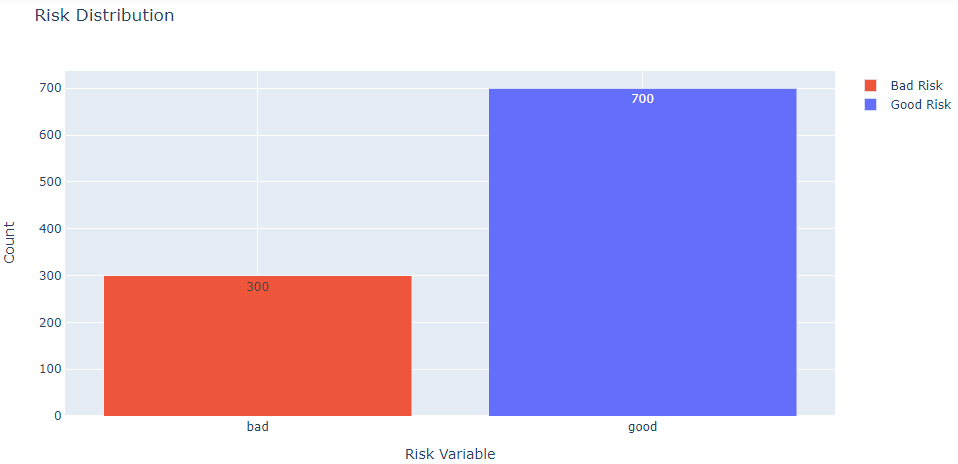 Risk Distribution
700
600
500
400
300
200
100
0
Count
300
700
bad
good
Risk Variable
Bad Risk
Good Risk